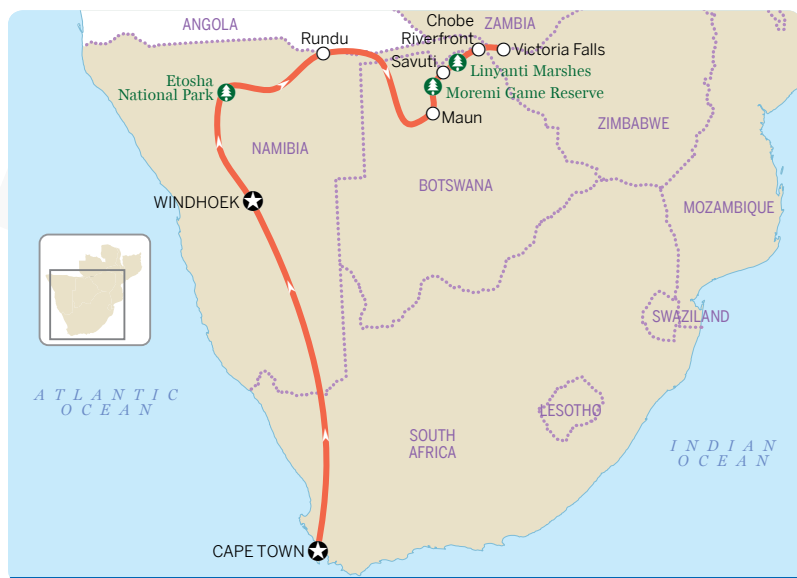 ANGOLA
Chobe
Riverfront
ZAMBIA
Rundu
Victoria Falls
Savuti
Linyanti Marshes
Etosha
National Park
Moremi Game Reserve
Maun
ZIMBABWE
NAMIBIA
BOTSWANA
WINDHOEK
MOZAMBIQUE
SWAZILAND
ATLANTIC
OCEAN
LESOTHO
SOUTH
AFRICA
INDIAN
OCEAN
CAPE TOWN